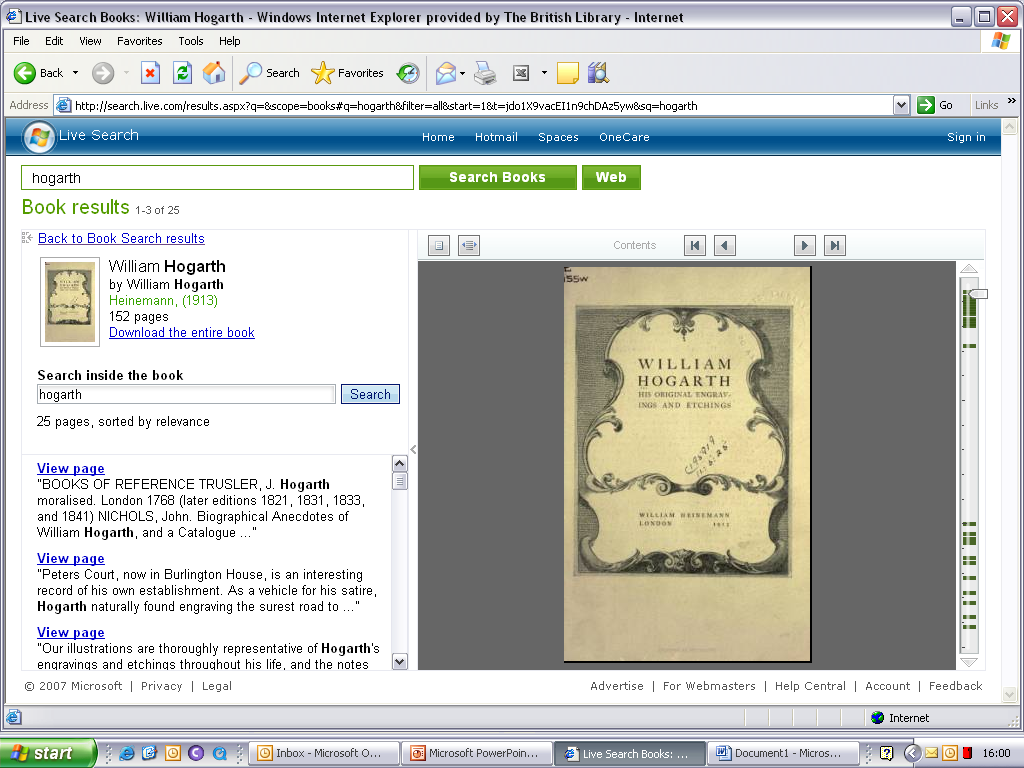 Live Search Books: William Hogarth - Windows Internet Explorer provided by The British Library - Internet
File Edit View Favorites Tools Help
Back Search Favorites
Address http://search.live.com/results.aspx?q=&scope=books#q=hogarth&filter=all&start=1&t=jdo1X9vacEI1n9chDAz5yw&sq=hogarth Go Links »
Live Search Home Hotmail Spaces OneCare Sign in
hogarth Search Books Web
Book results 1-3 of 25
Back to Book Search results
Contents
William Hogarth
by William Hogarth
Heinemann, (1913)
152 pages
Download the entire book
Search inside the book
hogarth Search
25 pages, sorted by relevance
View page
"BOOKS OF REFERENCE TRUSLER, J. Hogarth
moralised. London 1768 (later editions 1821, 1831, 1833,
and 1841) NICHOLS, John. Biographical Anecdotes of
William Hogarth, and a Catalogue ..."
View page
"Peters Court, now in Burlington House, is an interesting
record of his own establishment. As a vehicle for his satire,
Hogarth naturally found engraving the surest road to ..."
View page
"Our illustrations are thoroughly representative of Hogarth's
engravings and etchings throughout his life, and the notes
WILLIAM
HOGARTH
HIS ORIGINAL ENGRAV-
INGS AND ETCHINGS
WILLIAM HEINEMANN
LONDON 1913
© 2007 Microsoft | Privacy | Legal
Advertise | For Webmasters | Help Central | Account | Feedback
Internet
start Inbox - Microsoft O... Microsoft PowerPoin... Live Search Books: ... Document1 - Micros... 16:00